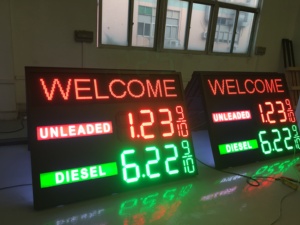 WELCOME
UNLEADED 1.23 9/10
DIESEL 6.22 9/10
WELCOME
UNLEADED 1.23
DIESEL 6.22